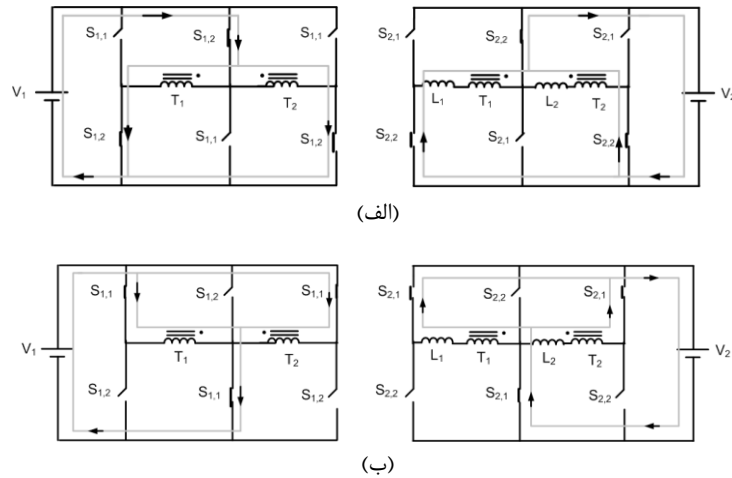 S1,1 S1,2 S1,1 S2,1 S2,2 S2,1
V1 T1 T2 L1 T1 L2 T2 V2
S1,2 S1,1 S1,2 S2,2 S2,1 S2,2
(الف)
S1,1 S1,2 S1,1 S2,1 S2,2 S2,1
V1 T1 T2 L1 T1 L2 T2 V2
S1,2 S1,1 S1,2 S2,2 S2,1 S2,2
(ب)